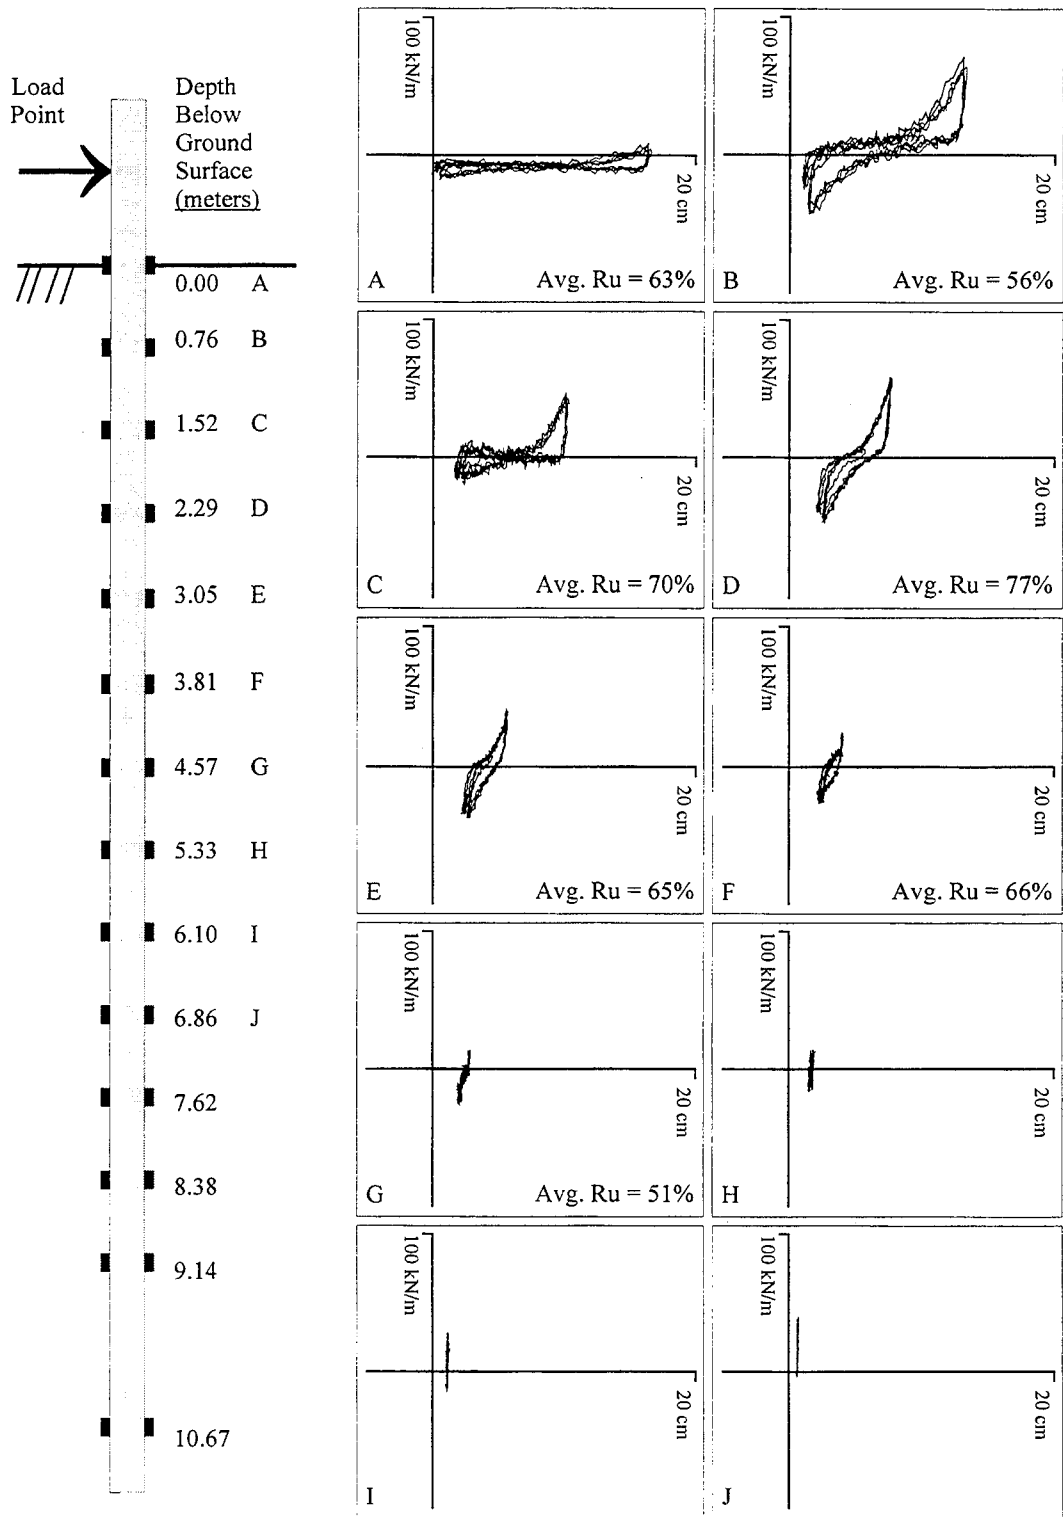 Load
Point
Depth
Below
Ground
Surface
(meters)
0.00 A
0.76 B
1.52 C
2.29 D
3.05 E
3.81 F
4.57 G
5.33 H
6.10 I
6.86 J
7.62
8.38
9.14
10.67
100 kN/m
20 cm
A Avg. Ru = 63%
100 kN/m
20 cm
B Avg. Ru = 56%
100 kN/m
20 cm
C Avg. Ru = 70%
100 kN/m
20 cm
D Avg. Ru = 77%
100 kN/m
20 cm
E Avg. Ru = 65%
100 kN/m
20 cm
F Avg. Ru = 66%
100 kN/m
20 cm
G Avg. Ru = 51%
100 kN/m
20 cm
H
100 kN/m
20 cm
I
100 kN/m
20 cm
J